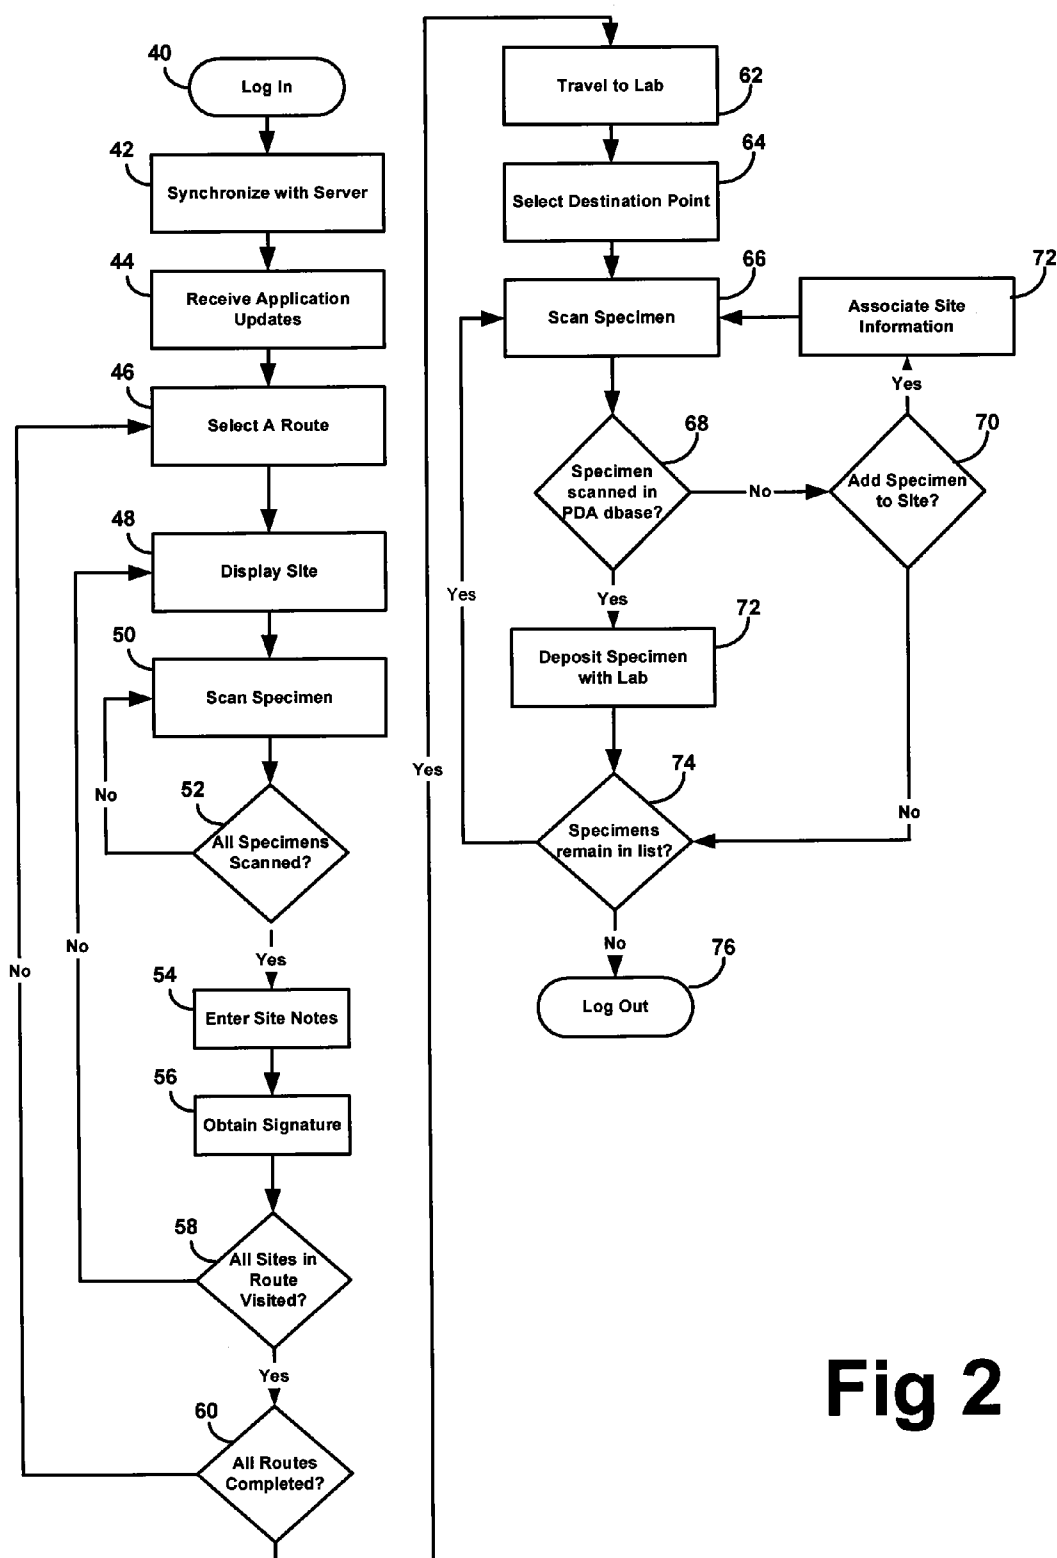 40
Log In
42
Synchronize with Server
44
Receive Application
Updates
46
Select A Route
48
Display Site
50
Scan Specimen
No
52
All Specimens
Scanned?
Yes
No
No
54
Enter Site Notes
56
Obtain Signature
58
All Sites in
Route
Visited?
Yes
60
All Routes
Completed?
Yes
Travel to Lab
62
64
Select Destination Point
66
Scan Specimen
72
Associate Site
Information
Yes
68
Specimen
scanned in
PDA dbase?
No
70
Add Specimen
to Site?
Yes
Yes
72
Deposit Specimen
with Lab
No
74
Specimens
remain in list?
No
76
Log Out
Fig 2